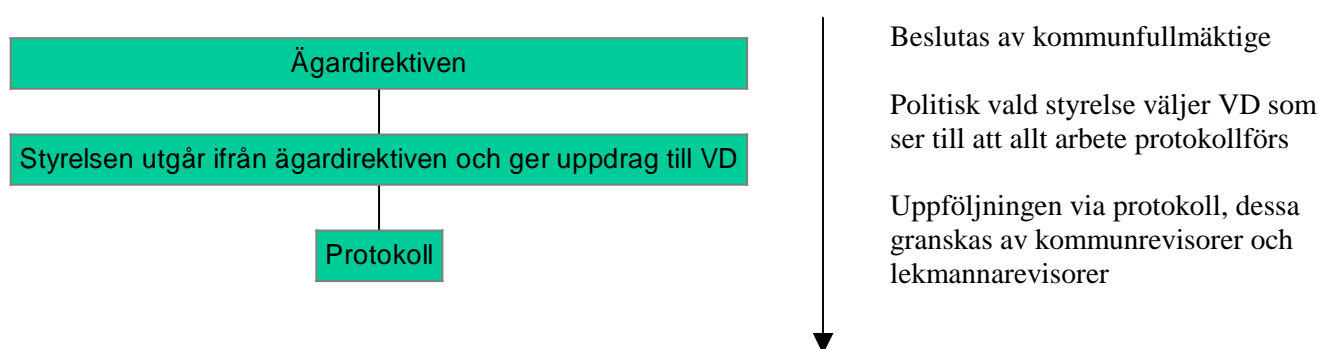 Ägardirektiven
Styrelsen utgår ifrån ägardirektiven och ger uppdrag till VD
Protokoll
Beslutas av kommunfullmäktige
Politisk vald styrelse väljer VD som
ser till att allt arbete protokollförs
Uppföljningen via protokoll, dessa
granskas av kommunrevisorer och
lekmannarevisorer